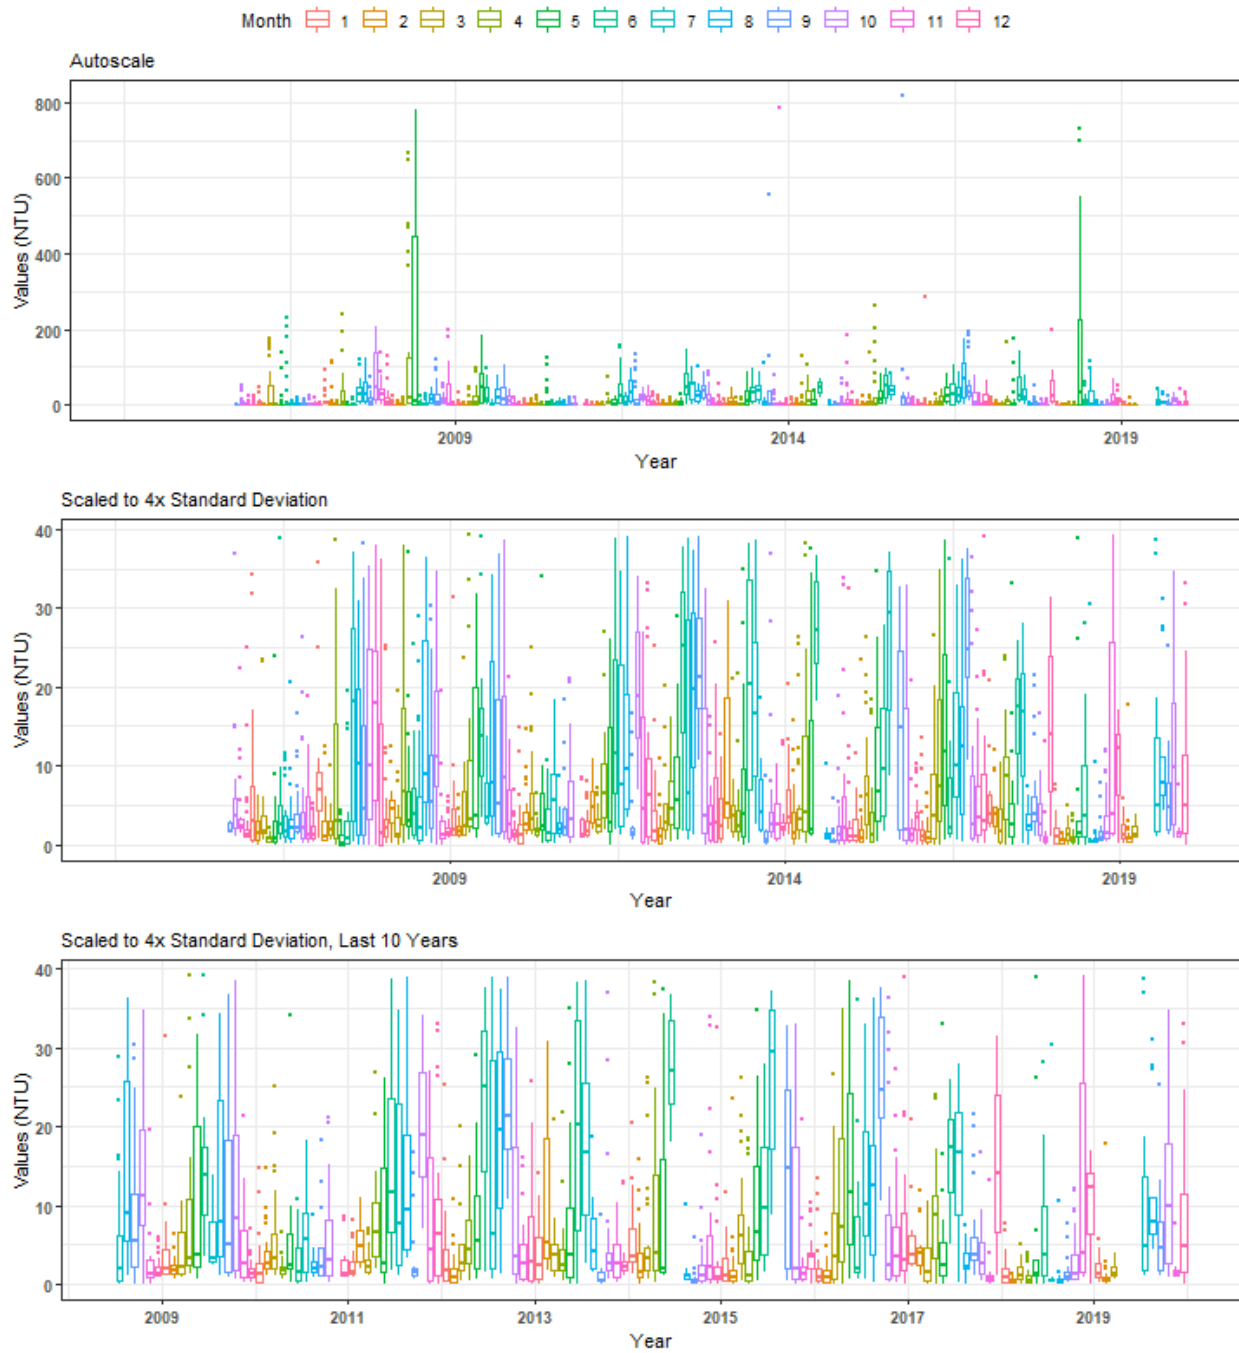 Month 1 2 3 4 5 6 7 8 9 10 11 12
Autoscale
800
600
400
200
0
Values (NTU)
2009 2014 2019
Year
Scaled to 4x Standard Deviation
40
30
20
10
0
Values (NTU)
2009 2014 2019
Year
Scaled to 4x Standard Deviation, Last 10 Years
40
30
20
10
0
Values (NTU)
2009 2011 2013 2015 2017 2019
Year